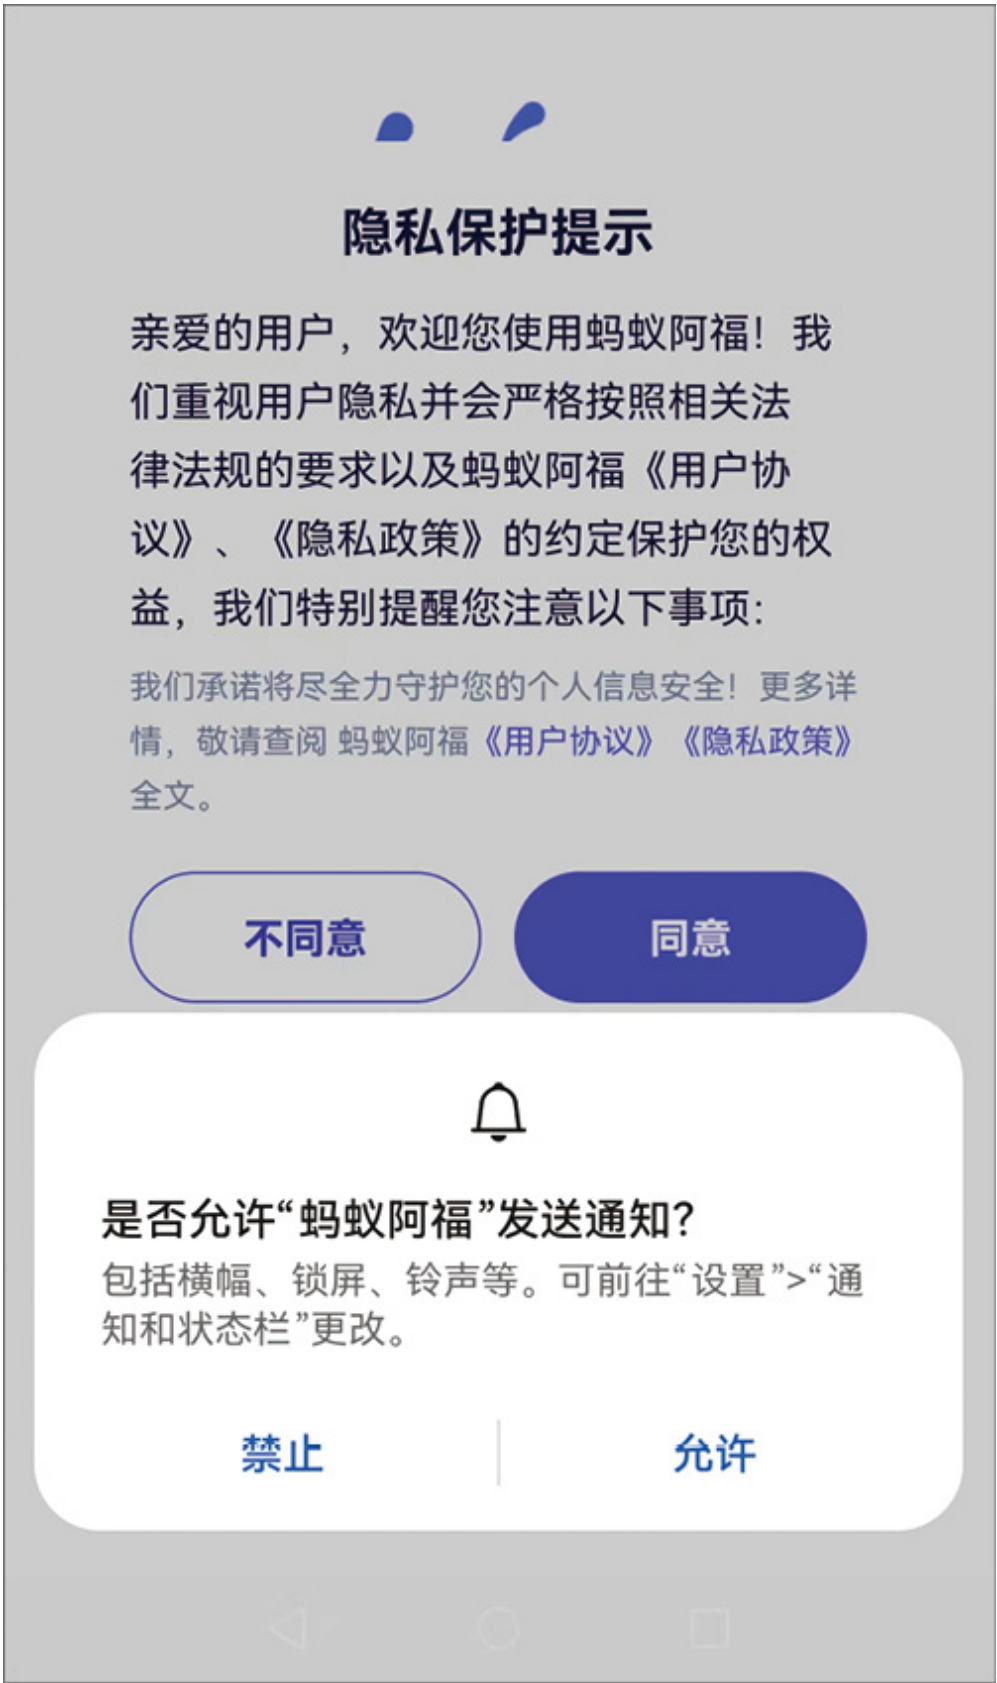 隐私保护提示
亲爱的用户，欢迎您使用蚂蚁阿福！我
们重视用户隐私并会严格按照相关法
律法规的要求以及蚂蚁阿福《用户协
议》、《隐私政策》的约定保护您的权
益，我们特别提醒您注意以下事项：
我们承诺将尽全力守护您的个人信息安全！更多详
情，敬请查阅 蚂蚁阿福《用户协议》《隐私政策》
全文。
不同意
同意
是否允许“蚂蚁阿福”发送通知？
包括横幅、锁屏、铃声等。可前往“设置”>“通
知和状态栏”更改。
禁止
允许